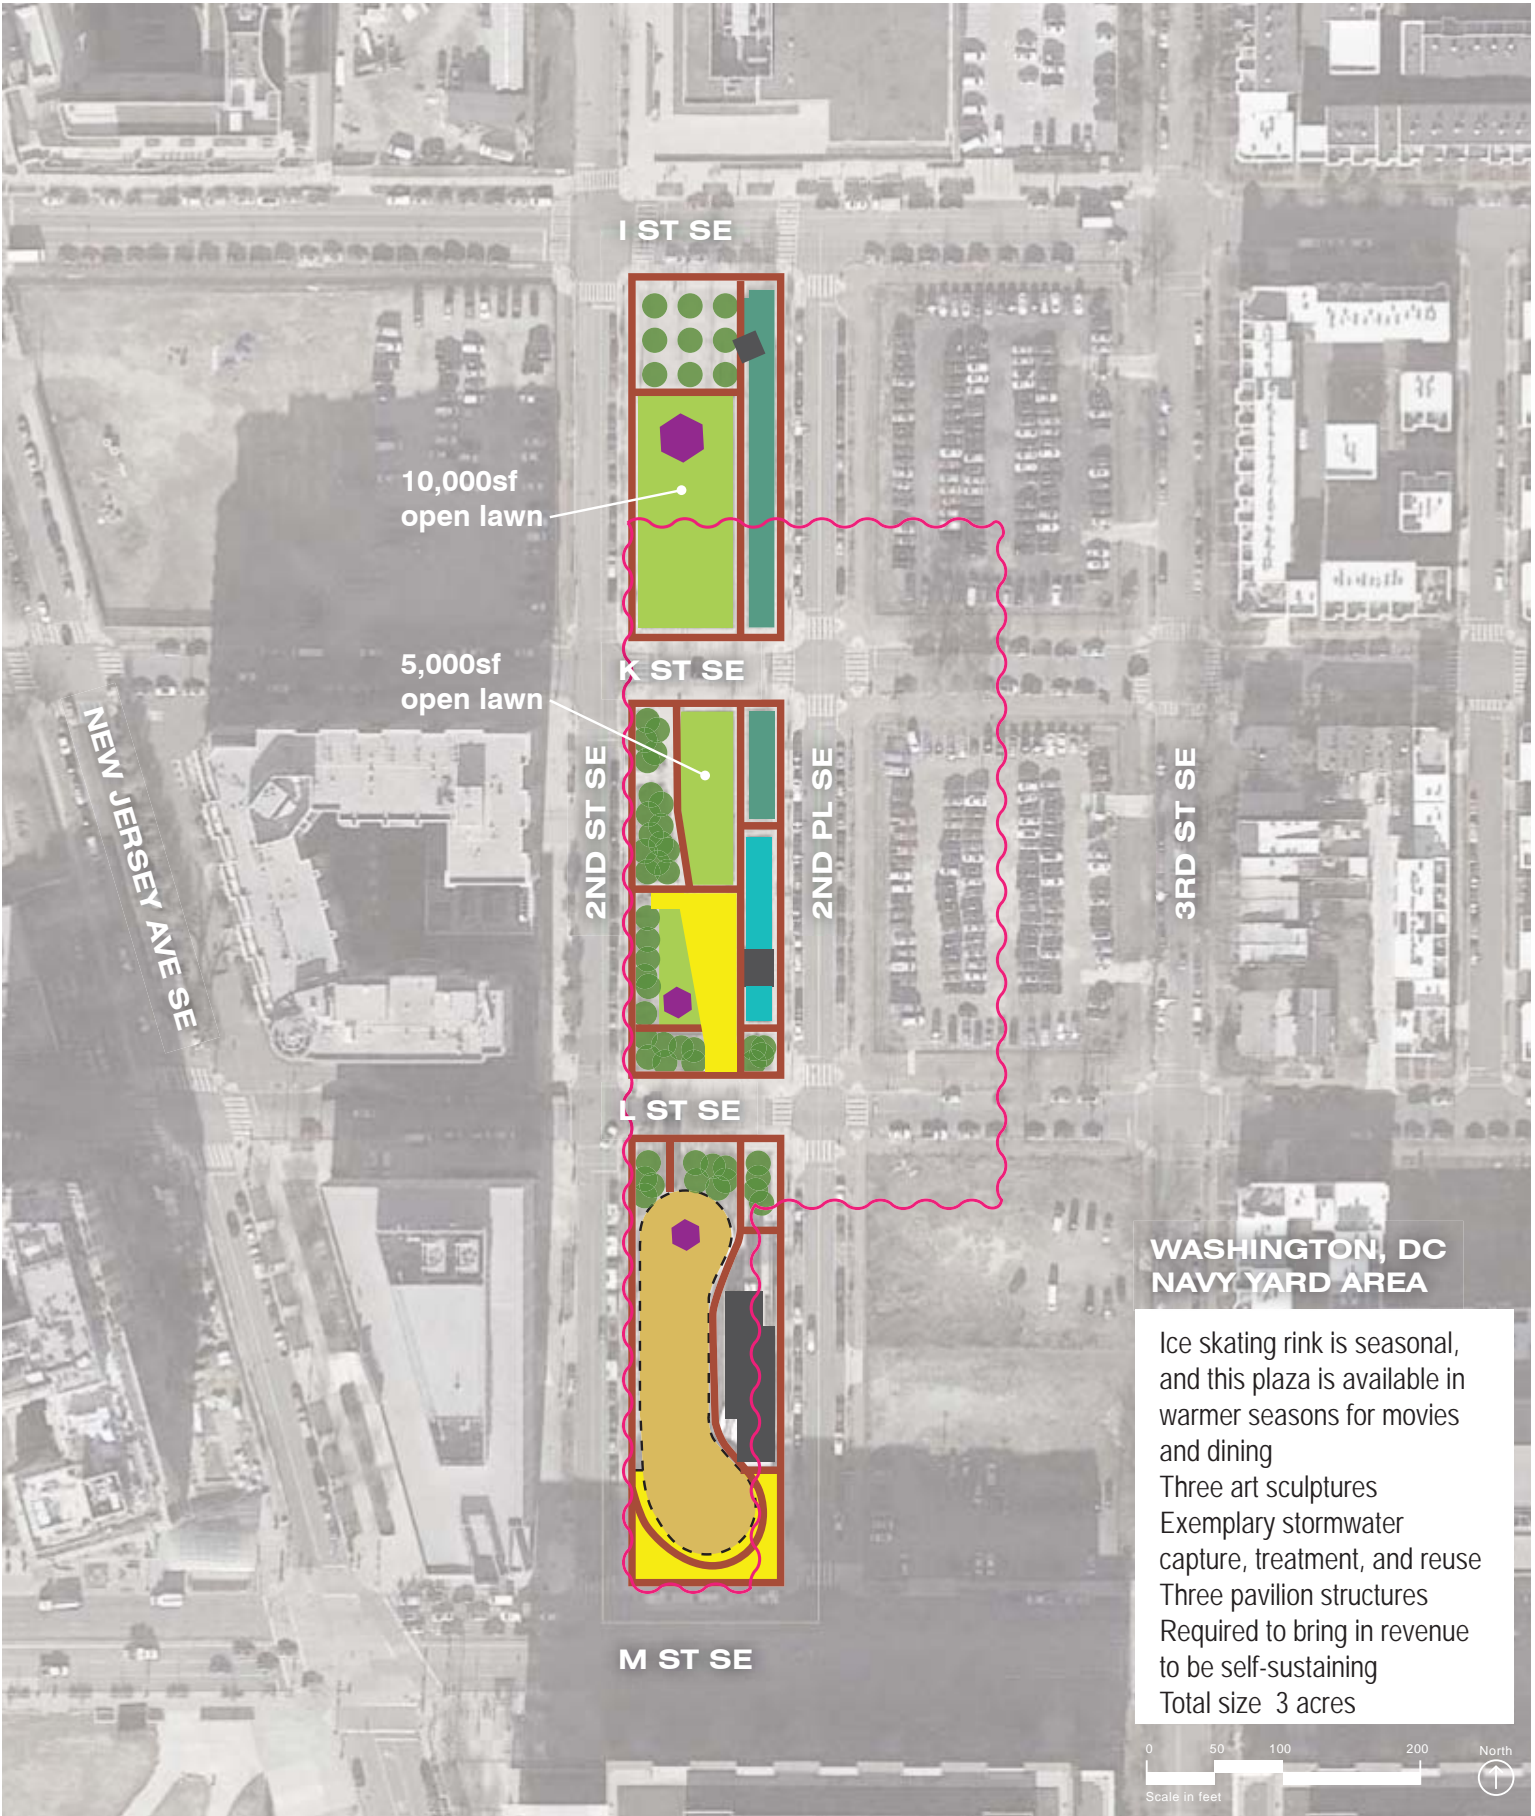 I ST SE
10,000sf
open lawn
5,000sf
open lawn
K ST SE
NEW JERSEY AVE SE
2ND ST SE
2ND PL SE
3RD ST SE
L ST SE
M ST SE
WASHINGTON, DC
NAVY YARD AREA
Ice skating rink is seasonal,
and this plaza is available in
warmer seasons for movies
and dining
Three art sculptures
Exemplary stormwater
capture, treatment, and reuse
Three pavilion structures
Required to bring in revenue
to be self-sustaining
Total size 3 acres
0 50 100 200
Scale in feet
North